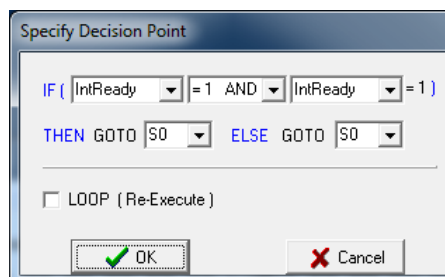 Specify Decision Point
IF ( IntReady = 1 AND IntReady = 1 )
THEN GOTO S0 ELSE GOTO S0
LOOP ( Re-Execute )
OK Cancel